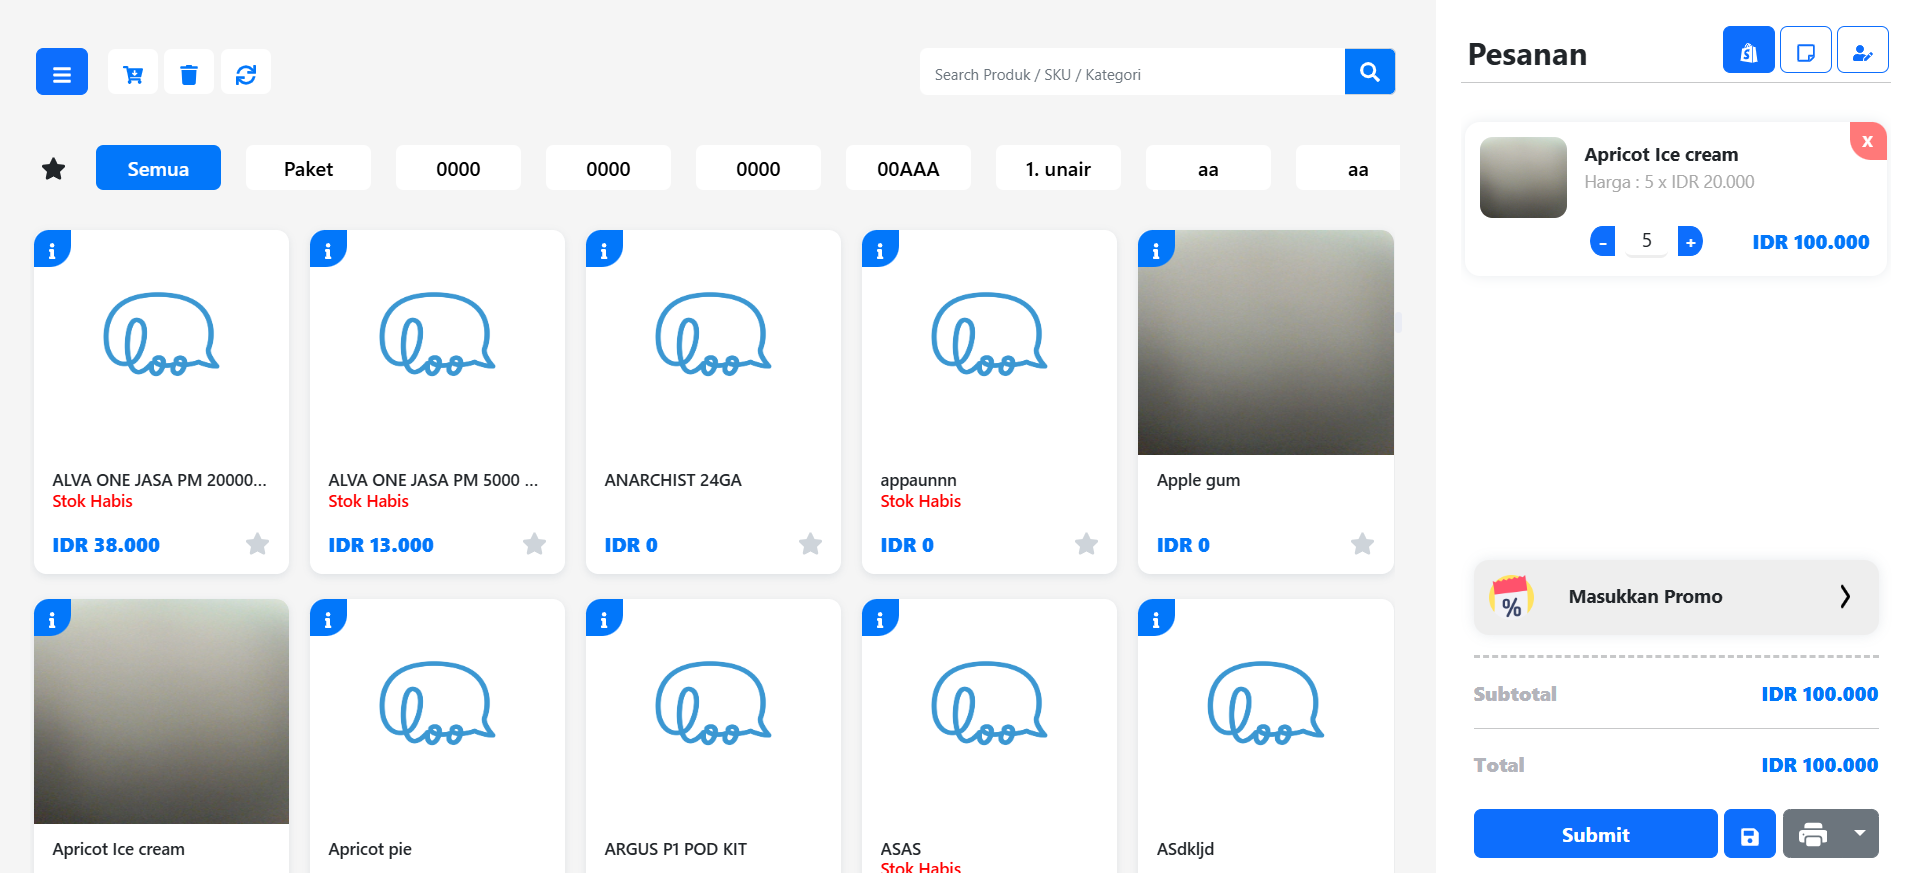 Search Produk / SKU / Kategori
Semua
Paket
0000
0000
0000
00AAA
1. unair
aa
aa
ALVA ONE JASA PM 20000...
Stok Habis
IDR 38.000
ALVA ONE JASA PM 5000 ...
Stok Habis
IDR 13.000
ANARCHIST 24GA
IDR 0
appaunnn
Stok Habis
IDR 0
Apple gum
IDR 0
Apricot Ice cream
Apricot pie
ARGUS P1 POD KIT
ASAS
Stok Habis
ASdkljd
Pesanan
X
Apricot Ice cream
Harga : 5 x IDR 20.000
- 5 +
IDR 100.000
%
Masukkan Promo
Subtotal IDR 100.000
Total IDR 100.000
Submit